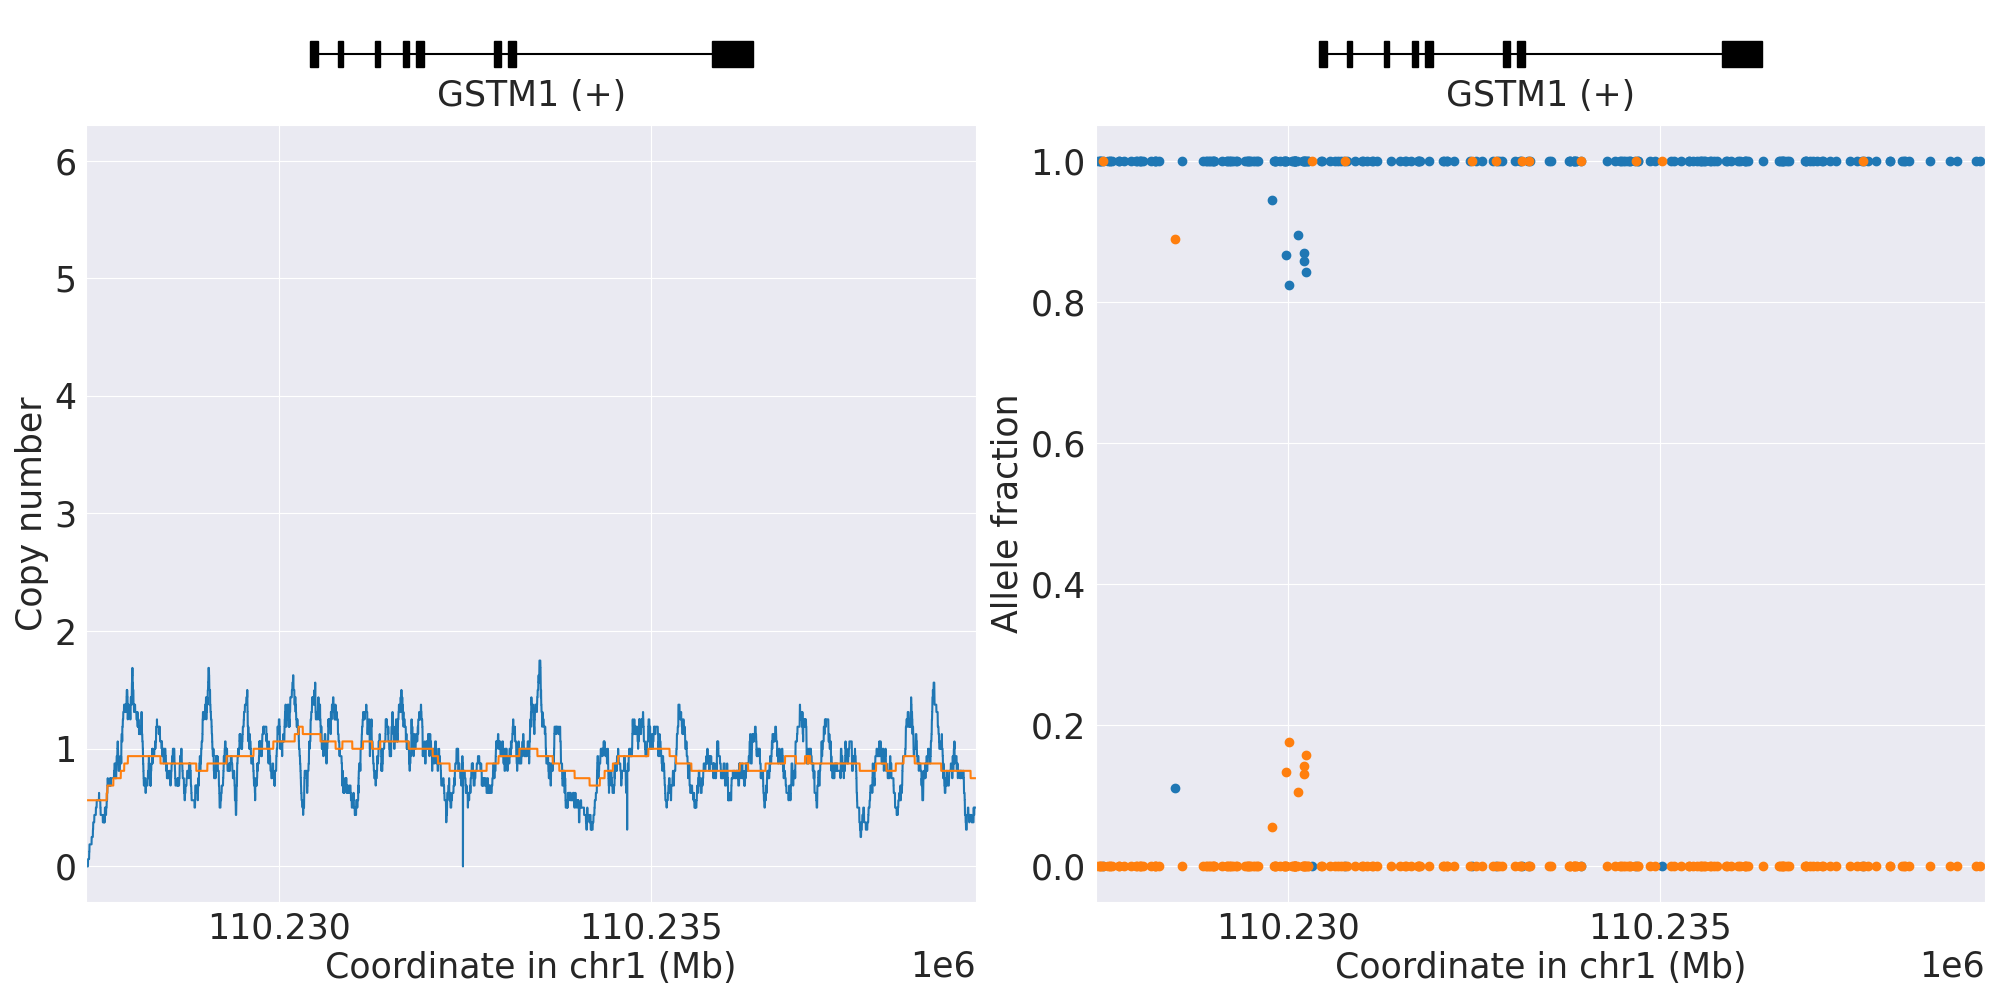 GSTM1 (+)
6
5
4
3
2
1
0
Copy number
110.230
110.235
Coordinate in chr1 (Mb)
1e6
GSTM1 (+)
1.0
0.8
0.6
0.4
0.2
0.0
Allele fraction
110.230
110.235
Coordinate in chr1 (Mb)
1e6